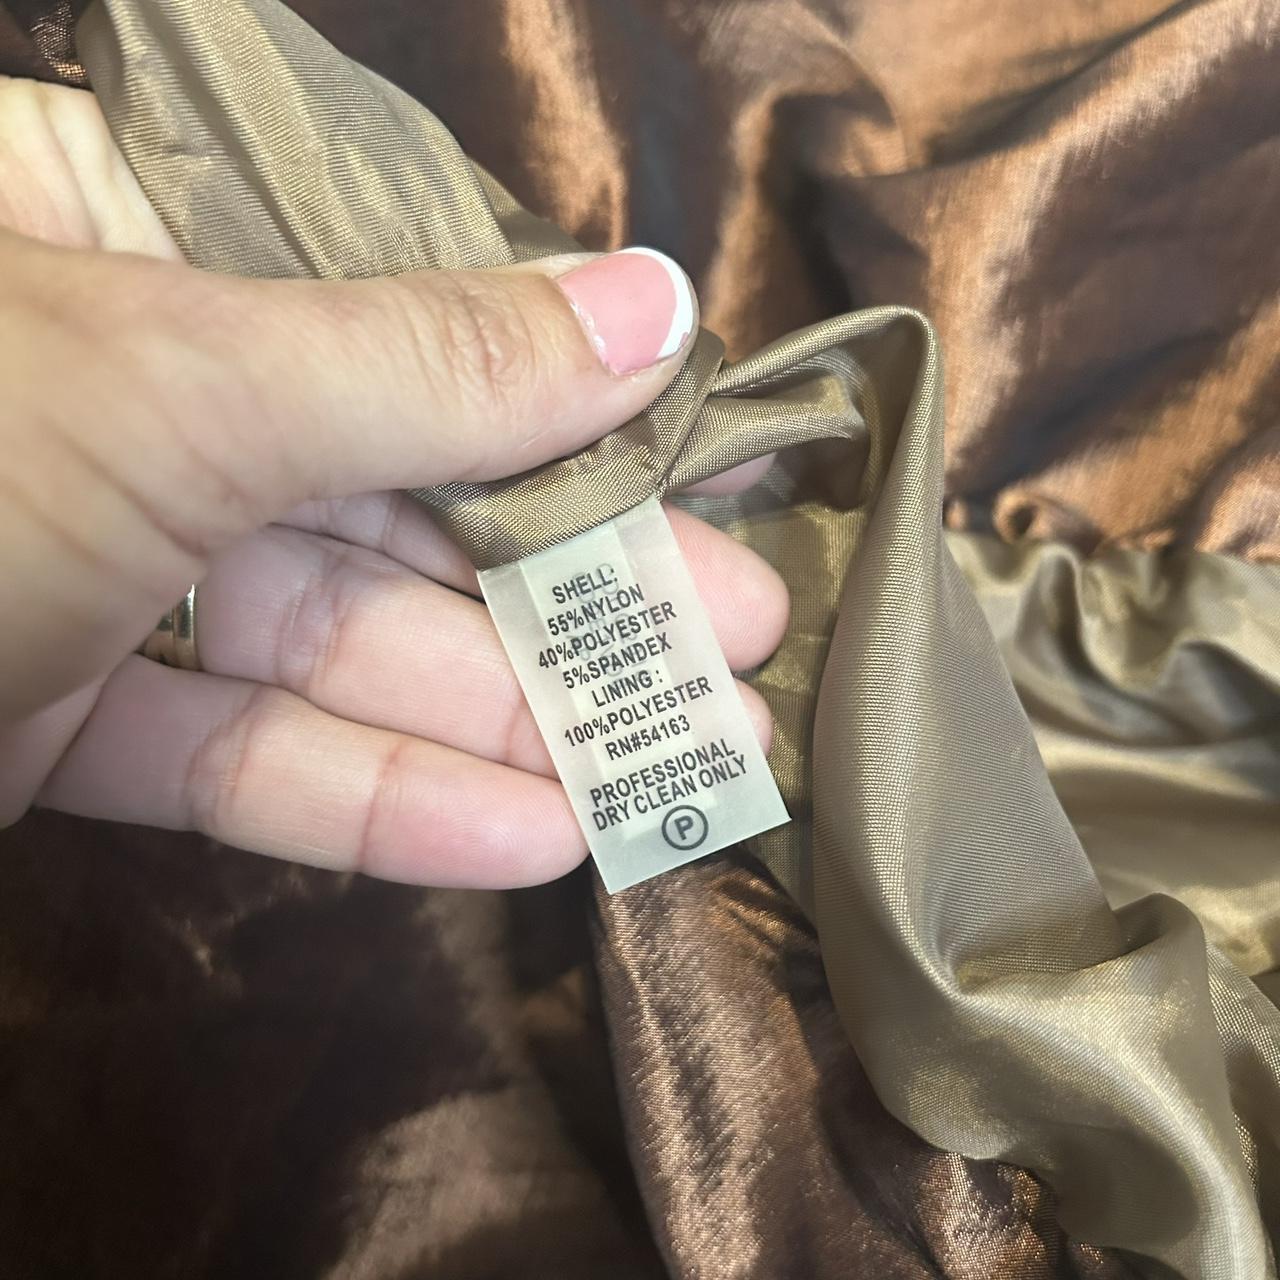 SHELL:
55%NYLON
40%POLYESTER
5%SPANDEX
LINING :
100%POLYESTER
RN#54163
PROFESSIONAL
DRY CLEAN ONLY
P